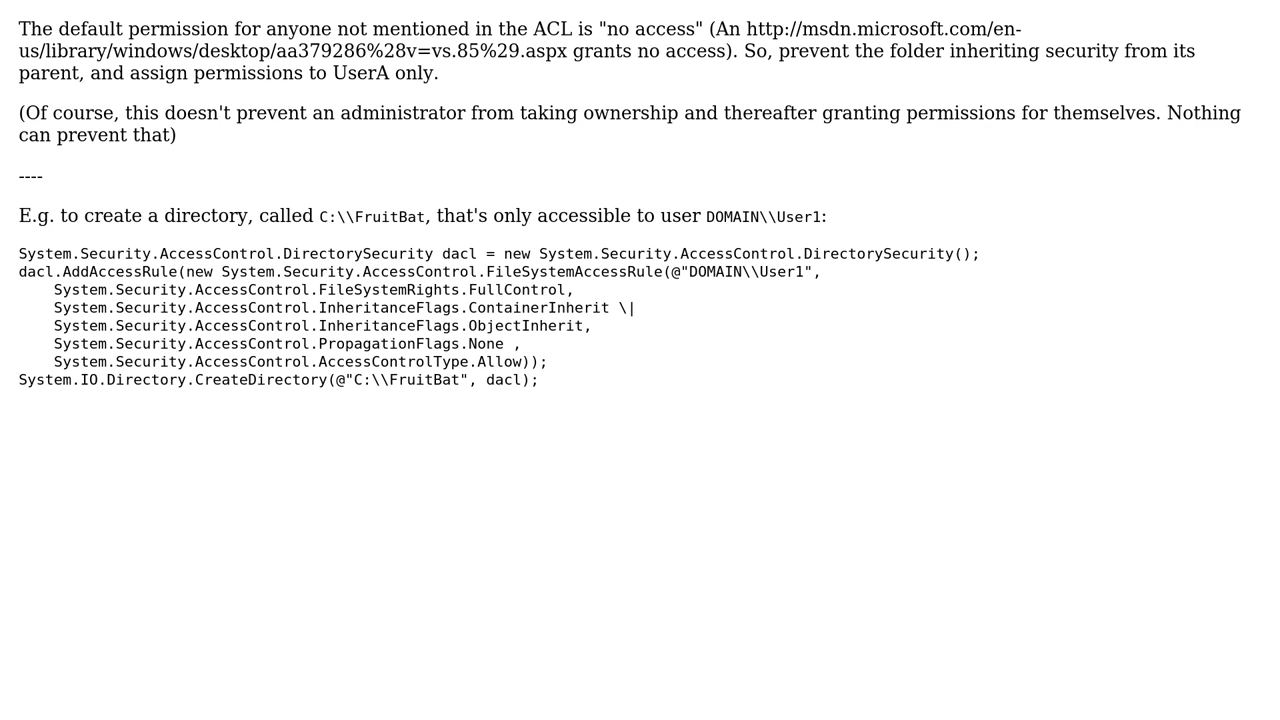 The default permission for anyone not mentioned in the ACL is "no access" (An http://msdn.microsoft.com/en-
us/library/windows/desktop/aa379286%28v=vs.85%29.aspx grants no access). So, prevent the folder inheriting security from its
parent, and assign permissions to UserA only.
(Of course, this doesn't prevent an administrator from taking ownership and thereafter granting permissions for themselves. Nothing
can prevent that)
----
E.g. to create a directory, called C:\\FruitBat, that's only accessible to user DOMAIN\\User1:
System.Security.AccessControl.DirectorySecurity dacl = new System.Security.AccessControl.DirectorySecurity();
dacl.AddAccessRule(new System.Security.AccessControl.FileSystemAccessRule(@"DOMAIN\\User1",
    System.Security.AccessControl.FileSystemRights.FullControl,
    System.Security.AccessControl.InheritanceFlags.ContainerInherit \|
    System.Security.AccessControl.InheritanceFlags.ObjectInherit,
    System.Security.AccessControl.PropagationFlags.None ,
    System.Security.AccessControl.AccessControlType.Allow));
System.IO.Directory.CreateDirectory(@"C:\\FruitBat", dacl);